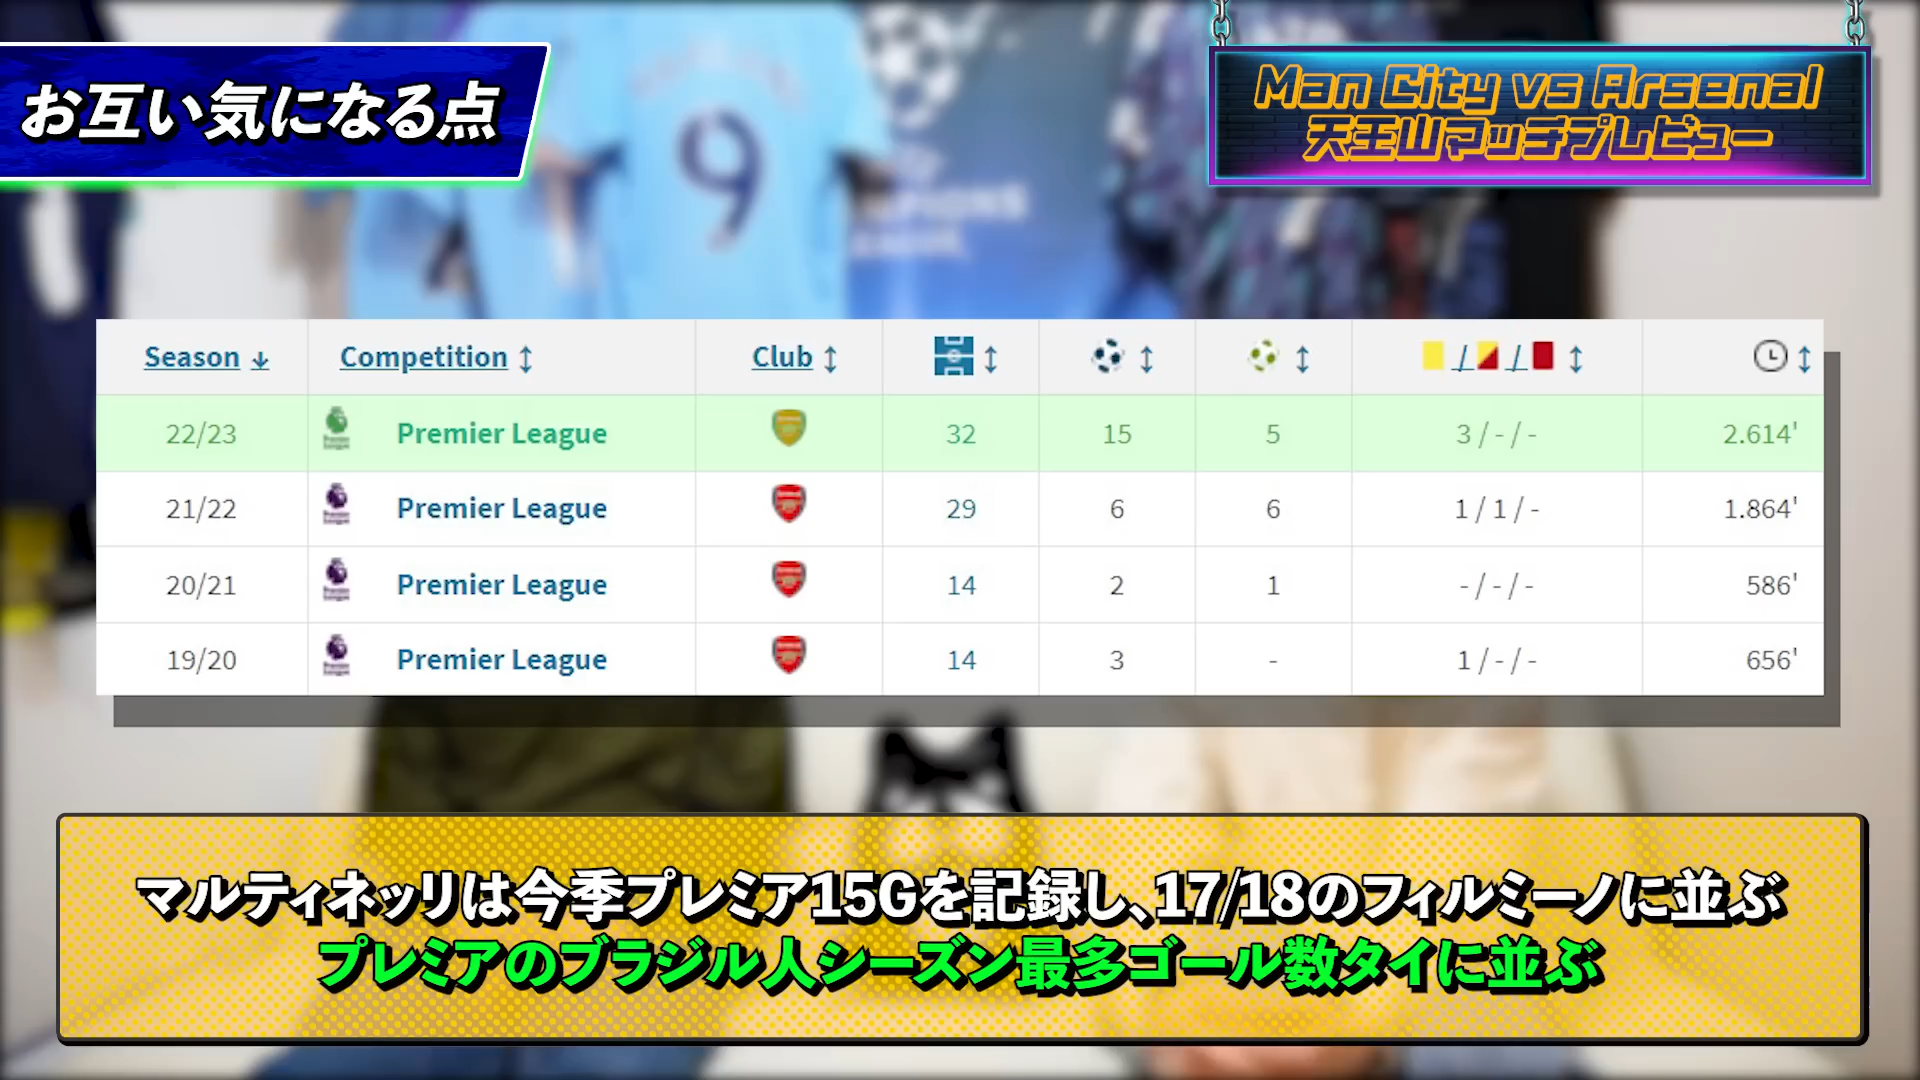 お互い気になる点
Man City vs Arsenal
天王山マッチプレビュー
9
Season Competition Club / /
22/23 Premier League 32 15 5 3 / - / - 2.614'
21/22 Premier League 29 6 6 1 / 1 / - 1.864'
20/21 Premier League 14 2 1 - / - / - 586'
19/20 Premier League 14 3 - 1 / - / - 656'
マルティネッリは今季プレミア15Gを記録し、17/18のフィルミーノに並ぶ
プレミアのブラジル人シーズン最多ゴール数タイに並ぶ